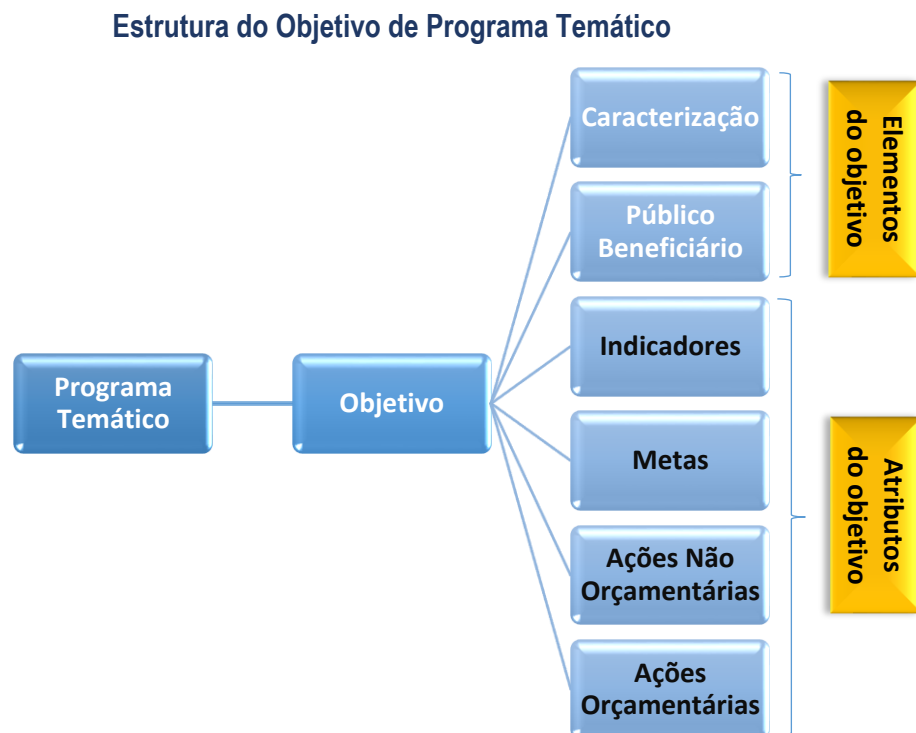 Estrutura do Objetivo de Programa Temático
Caracterização
Público
Beneficiário
Elementos
do objetivo
Programa
Temático
Objetivo
Indicadores
Metas
Ações Não
Orçamentárias
Ações
Orçamentárias
Atributos
do objetivo